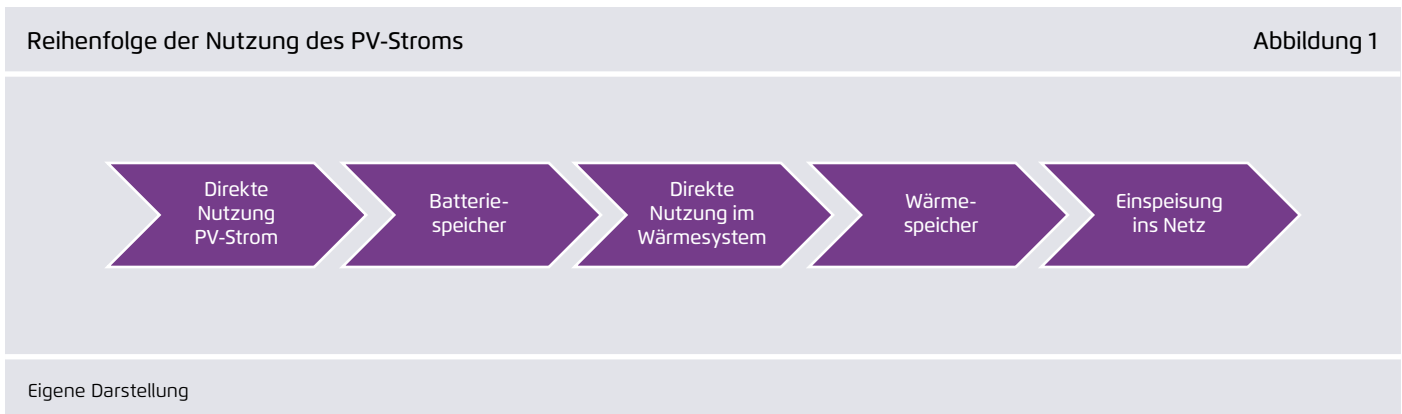 Reihenfolge der Nutzung des PV-Stroms
Abbildung 1
Direkte
Nutzung
PV-Strom
Batterie-
speicher
Direkte
Nutzung im
Wärmesystem
Wärme-
speicher
Einspeisung
ins Netz
Eigene Darstellung